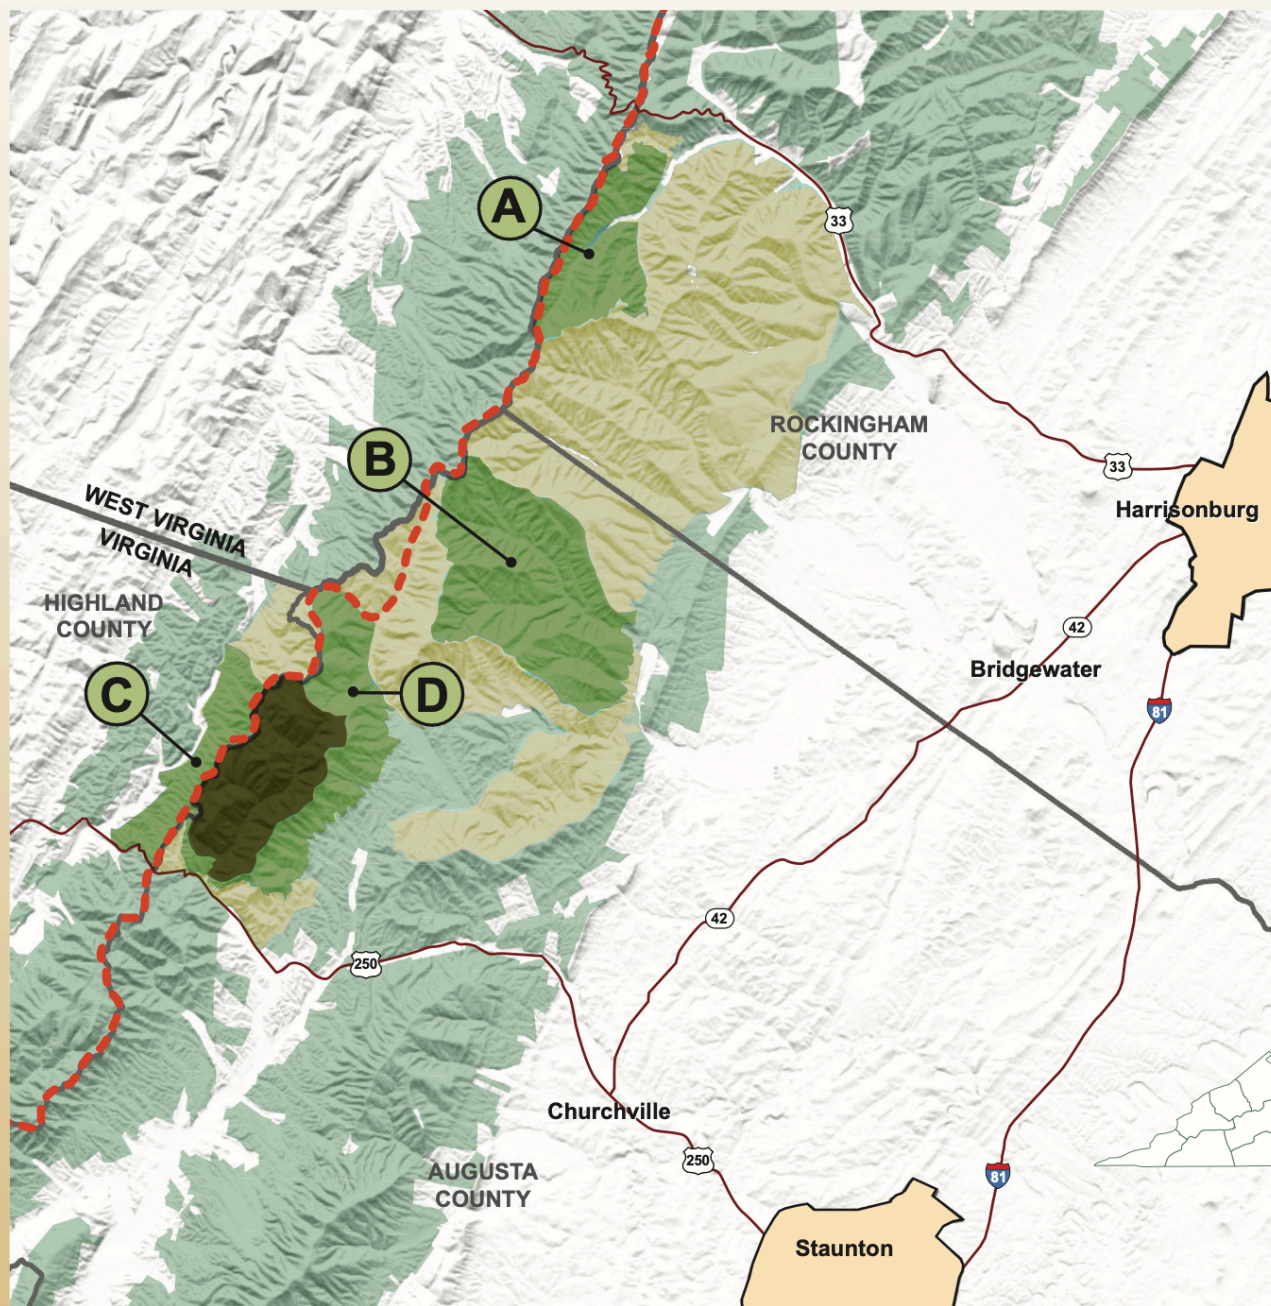 A
33
ROCKINGHAM
COUNTY
B
33
WEST VIRGINIA
VIRGINIA
Harrisonburg
HIGHLAND
COUNTY
42
Bridgewater
C
D
81
42
250
Churchville
250
AUGUSTA
COUNTY
81
Staunton